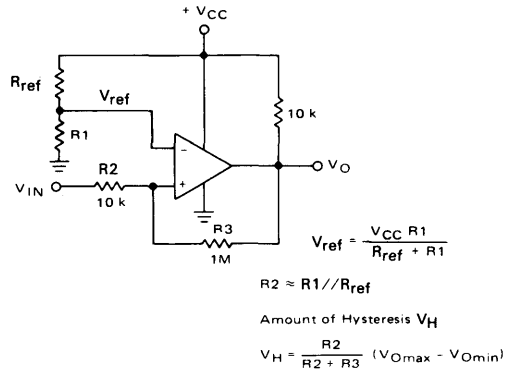 + VCC
Rref
Vref
R1
10 k
-
VIN
R2
10 k
+
VO
R3
1M
Vref = VCC R1 / Rref + R1
R2 ≈ R1//Rref
Amount of Hysteresis VH
VH = R2 / R2 + R3 (VOmax - VOmin)